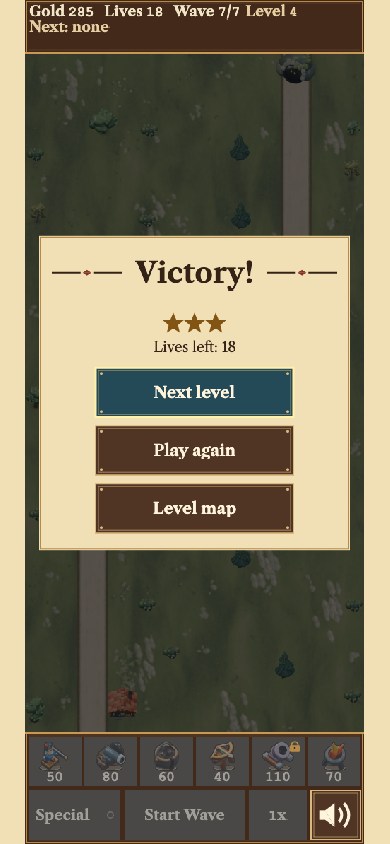 Gold 285 Lives 18 Wave 7/7 Level 4
Next: none
Victory!
Lives left: 18
Next level
Play again
Level map
50 80 60 40 110 70
Special Start Wave 1x